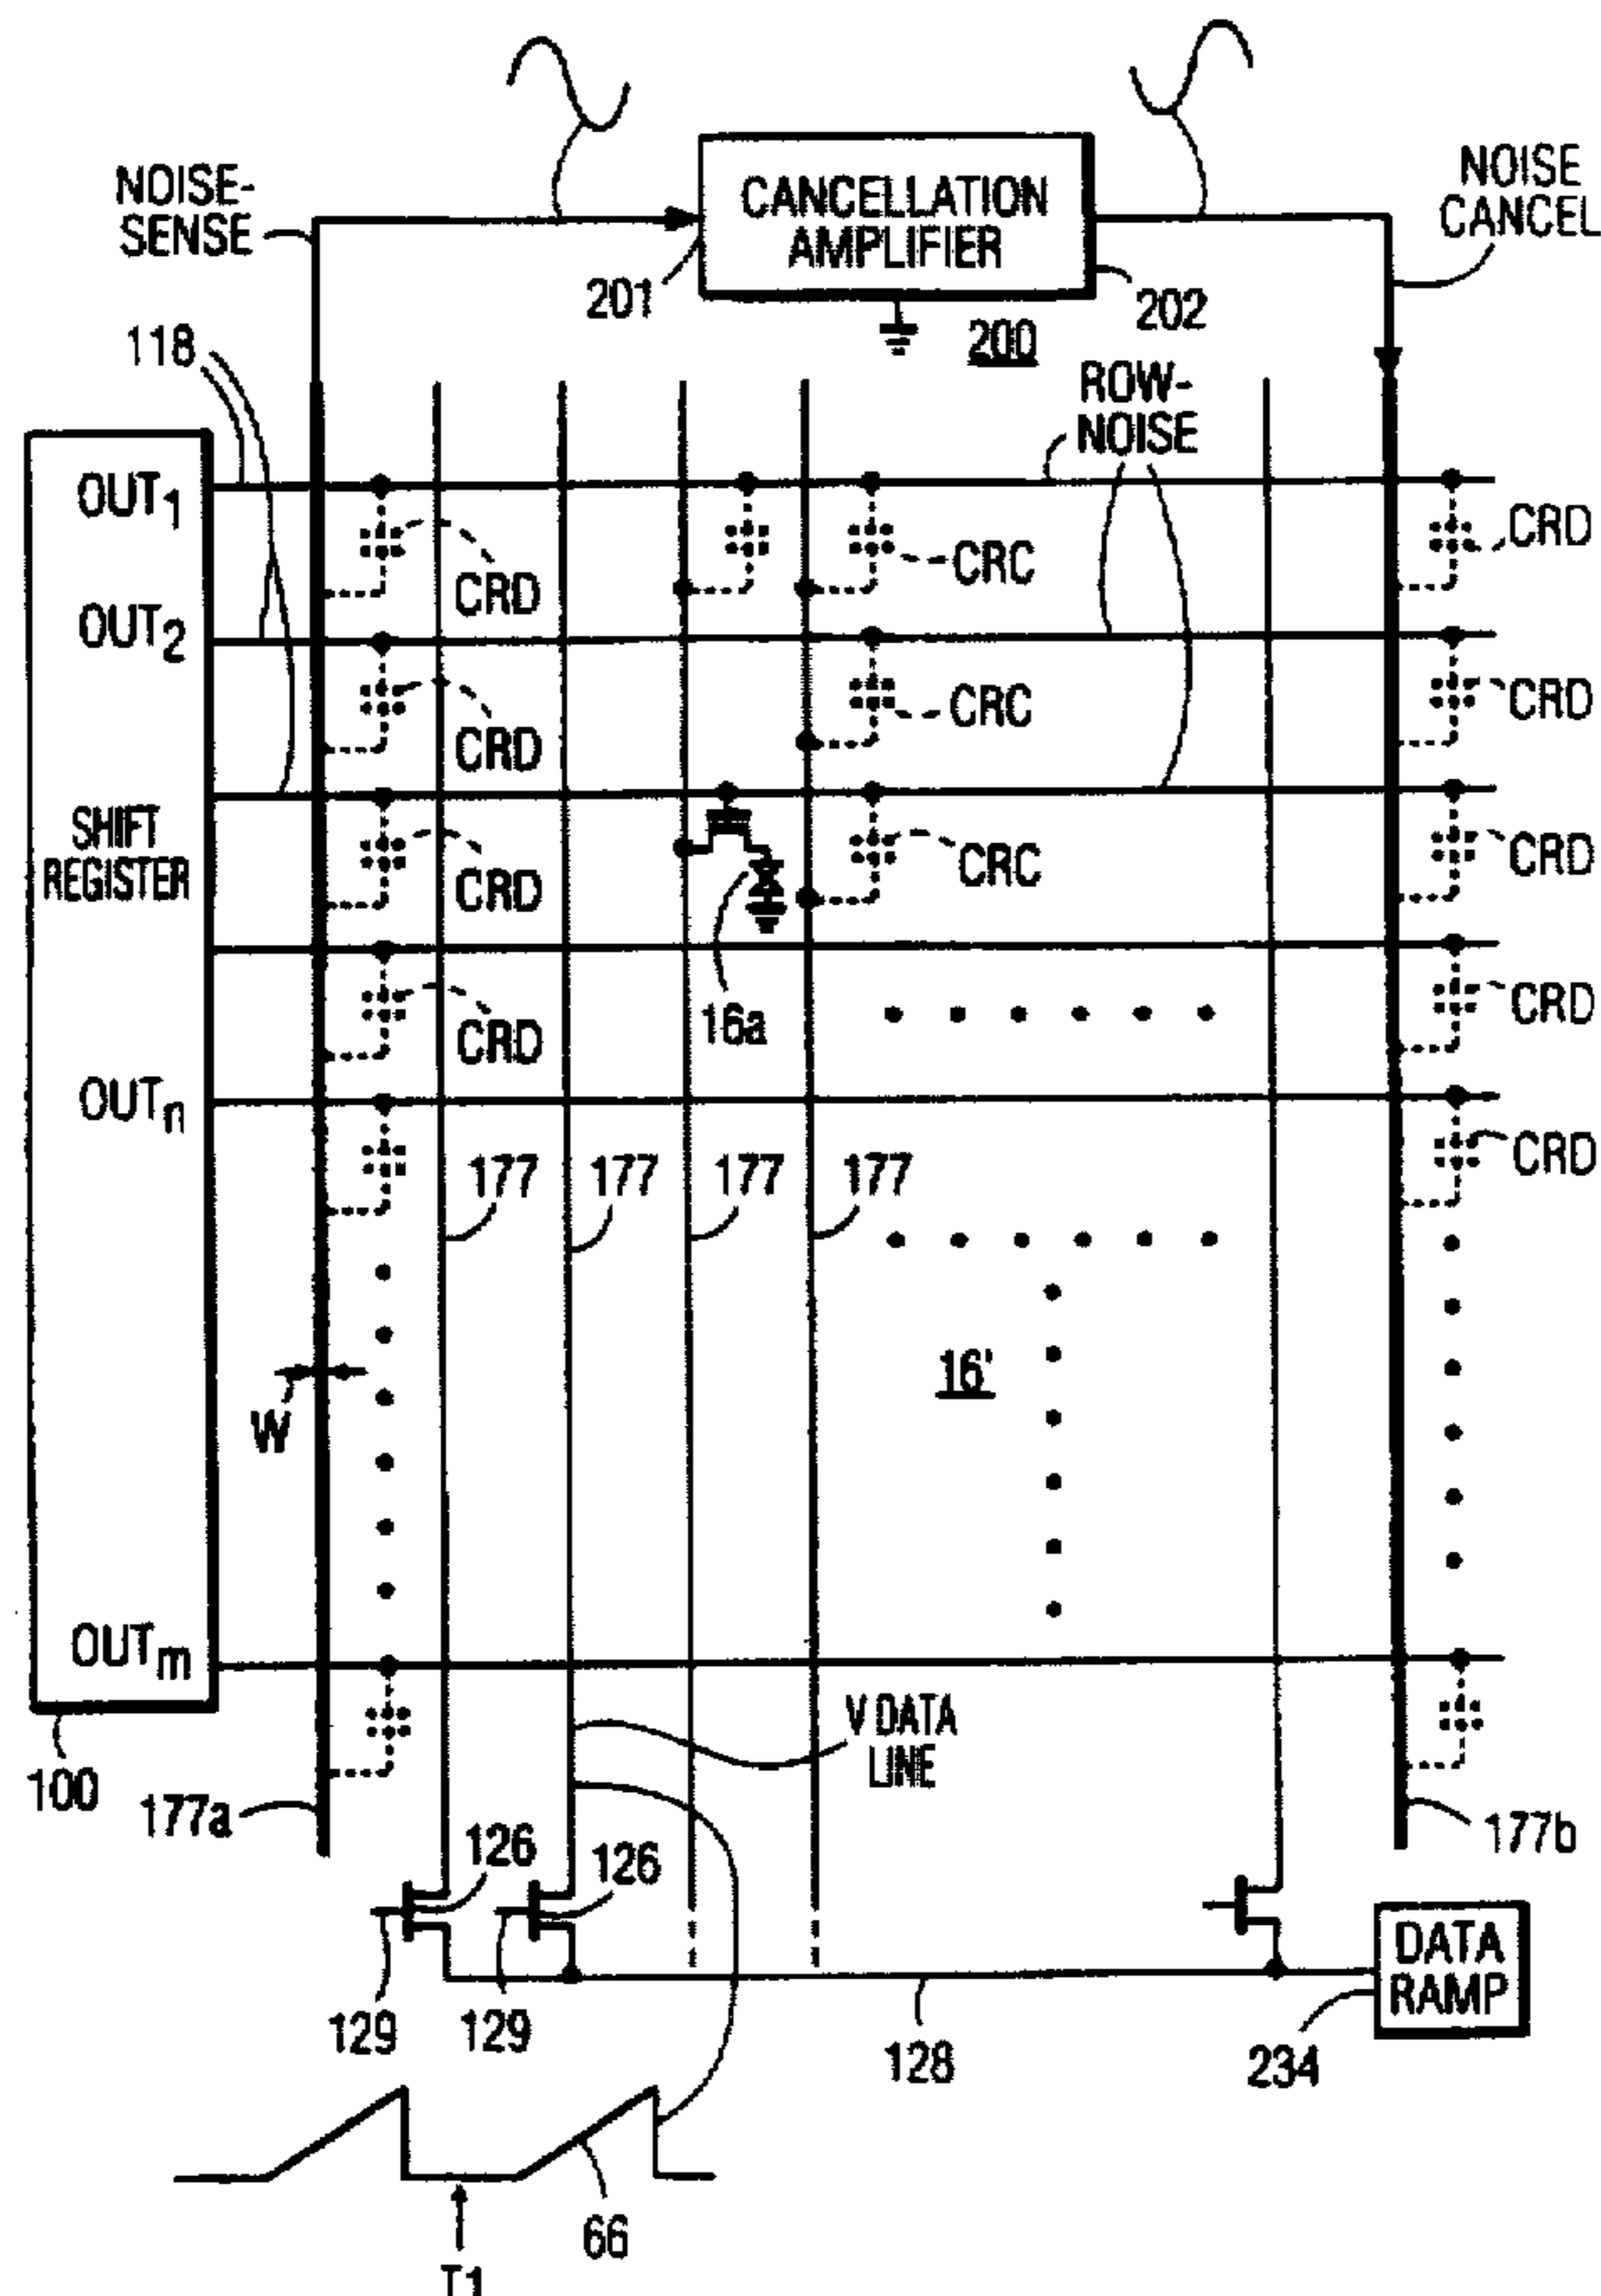 NOISE-
SENSE
CANCELLATION
AMPLIFIER
NOISE
CANCEL
201
202
200
118
ROW-
NOISE
OUT1
CRD
CRC
CRD
OUT2
CRD
CRC
CRD
SHIFT
REGISTER
CRD
CRC
CRD
16a
CRD
CRD
OUTn
CRD
177
177
177
177
16'
W
OUTm
V DATA
LINE
100
177a
177b
126
126
129
129
128
DATA
RAMP
234
66
T1